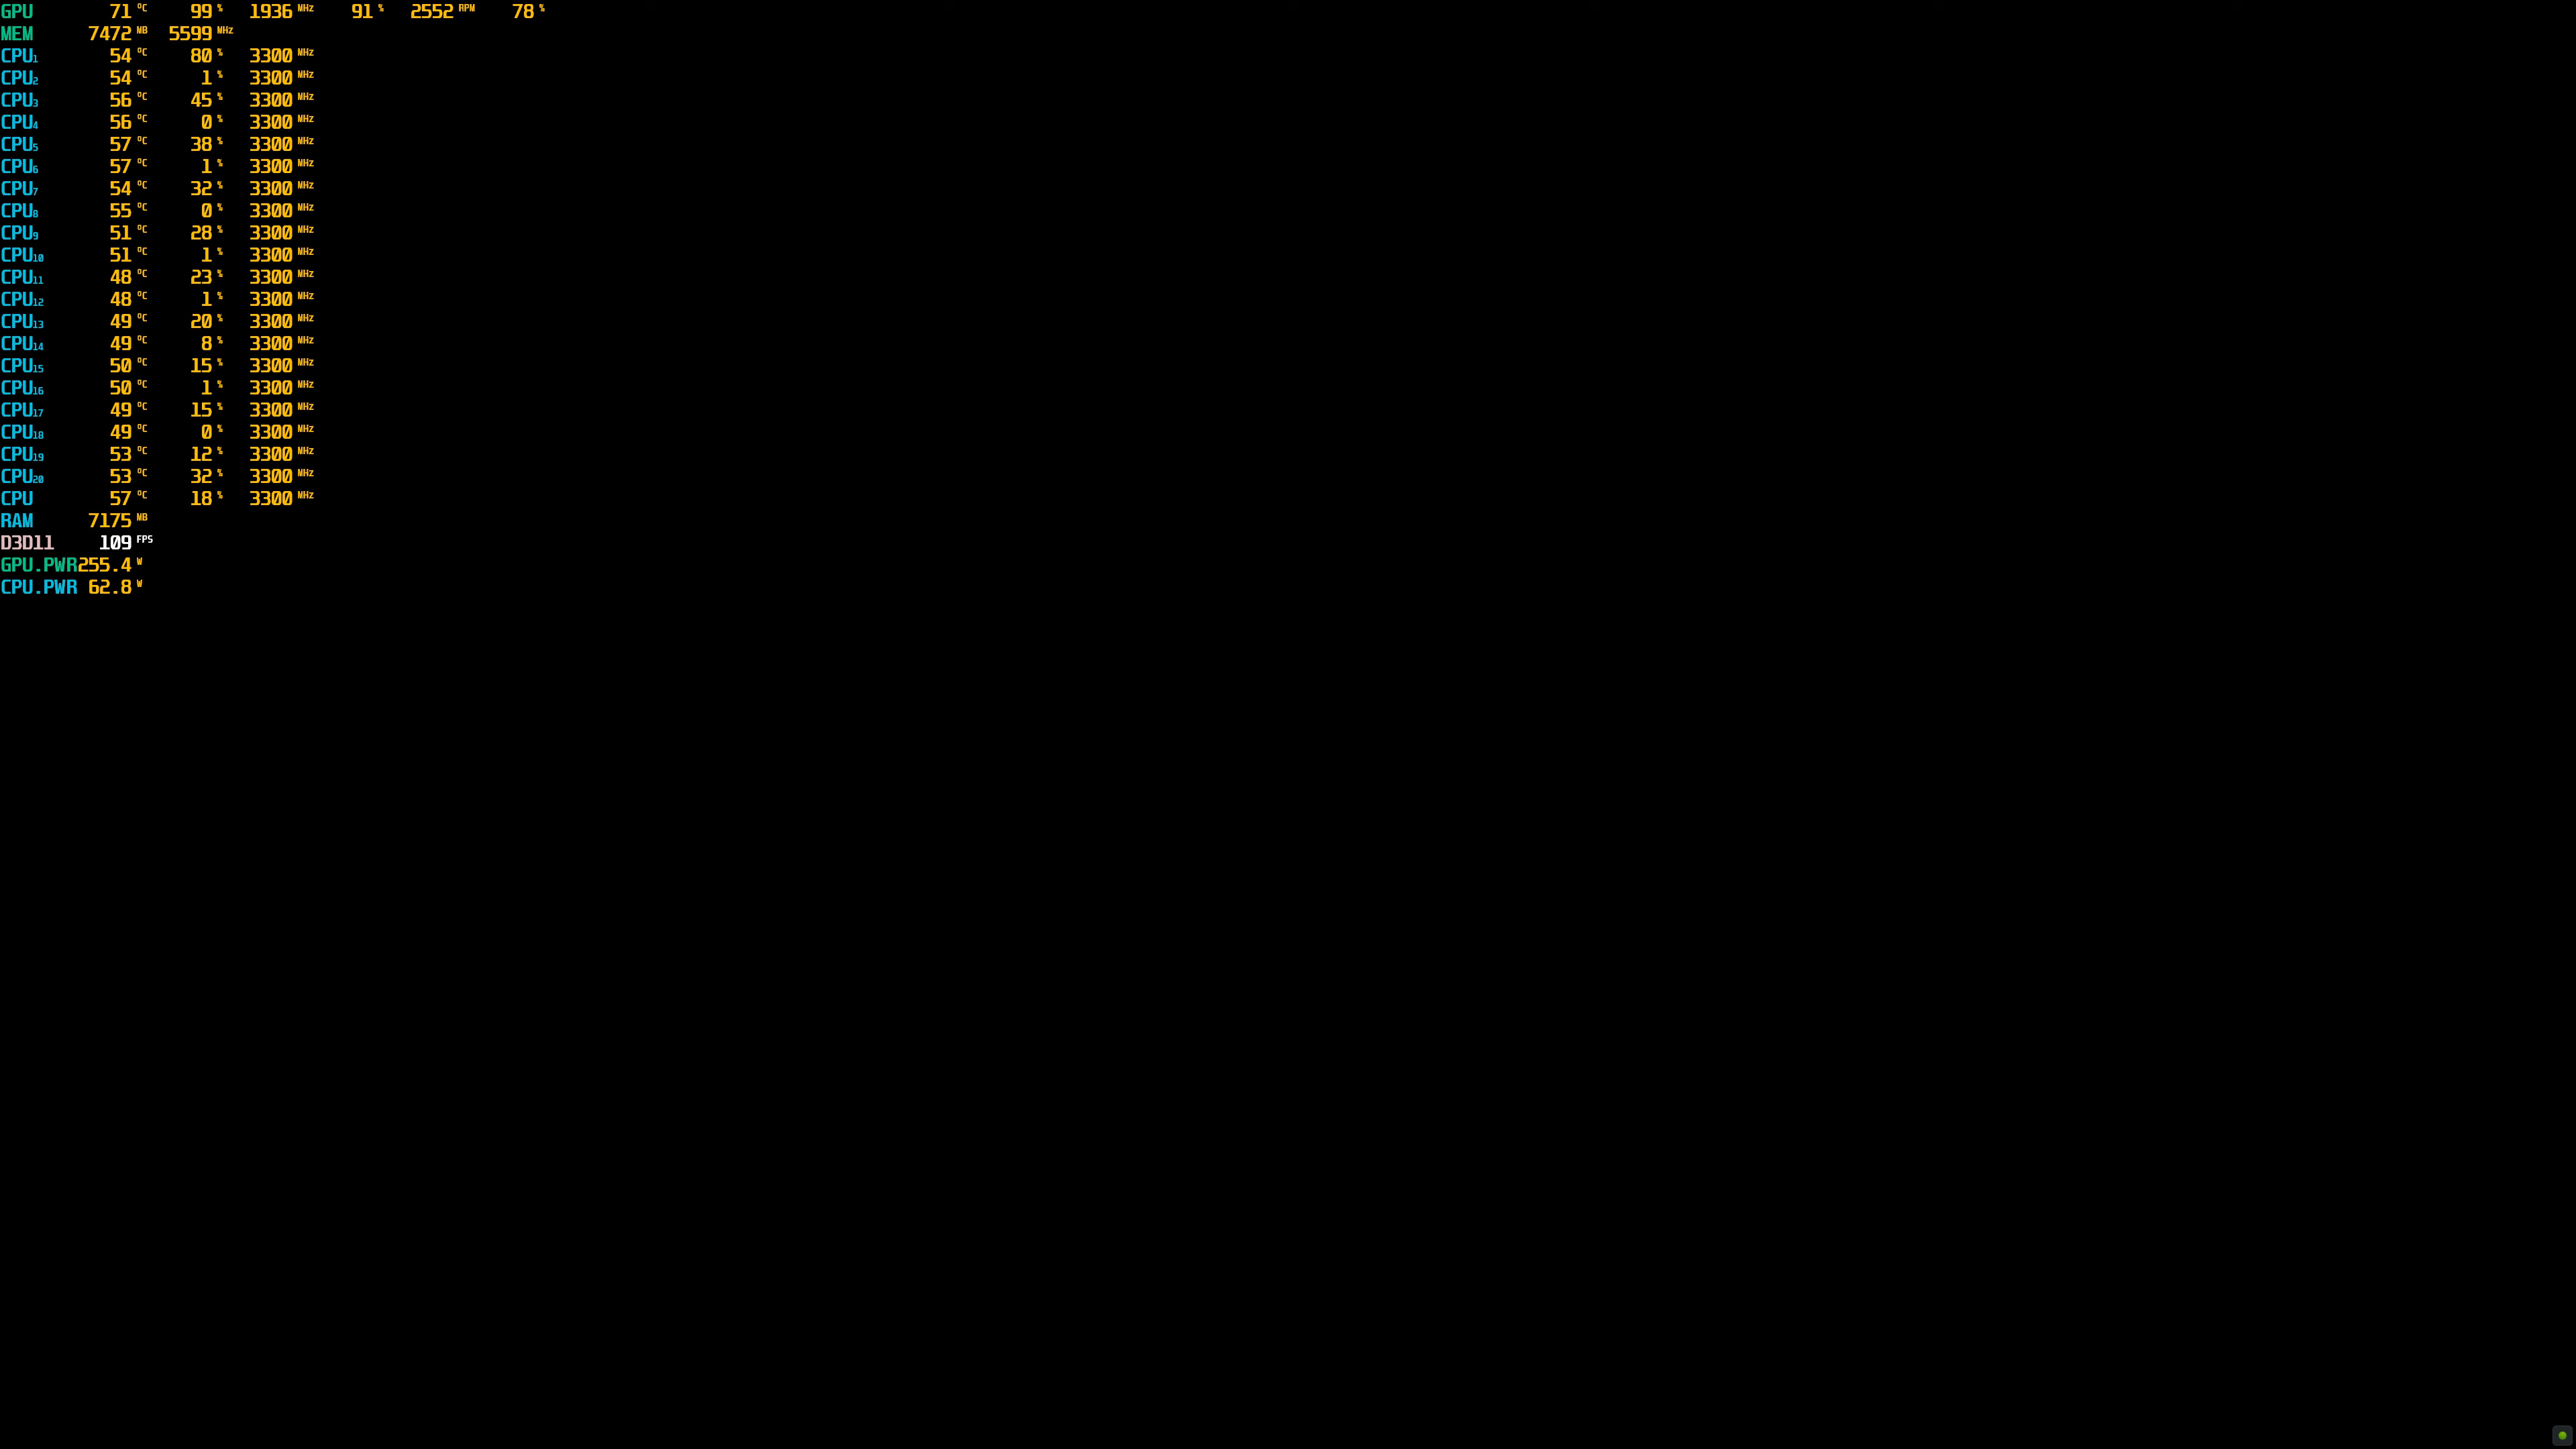 GPU 71 °C 99 % 1936 MHz 91 % 2552 RPM 78 %
MEM 7472 MB 5599 MHz
CPU1 54 °C 80 % 3300 MHz
CPU2 54 °C 1 % 3300 MHz
CPU3 56 °C 45 % 3300 MHz
CPU4 56 °C 0 % 3300 MHz
CPU5 57 °C 38 % 3300 MHz
CPU6 57 °C 1 % 3300 MHz
CPU7 54 °C 32 % 3300 MHz
CPU8 55 °C 0 % 3300 MHz
CPU9 51 °C 28 % 3300 MHz
CPU10 51 °C 1 % 3300 MHz
CPU11 48 °C 23 % 3300 MHz
CPU12 48 °C 1 % 3300 MHz
CPU13 49 °C 20 % 3300 MHz
CPU14 49 °C 8 % 3300 MHz
CPU15 50 °C 15 % 3300 MHz
CPU16 50 °C 1 % 3300 MHz
CPU17 49 °C 15 % 3300 MHz
CPU18 49 °C 0 % 3300 MHz
CPU19 53 °C 12 % 3300 MHz
CPU20 53 °C 32 % 3300 MHz
CPU 57 °C 18 % 3300 MHz
RAM 7175 MB
D3D11 109 FPS
GPU.PWR 255.4 W
CPU.PWR 62.8 W